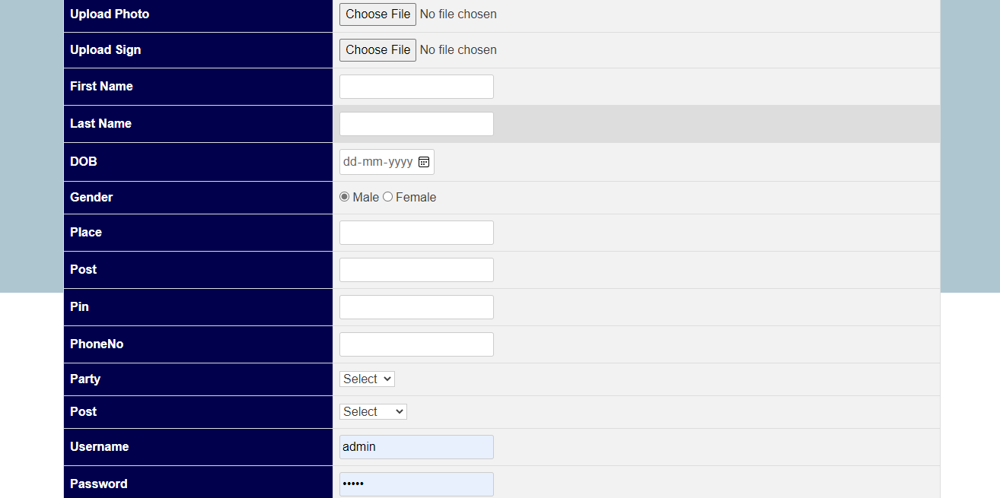 Upload Photo Choose File No file chosen
Upload Sign Choose File No file chosen
First Name
Last Name
DOB dd-mm-yyyy
Gender Male Female
Place
Post
Pin
PhoneNo
Party Select
Post Select
Username admin
Password •••••